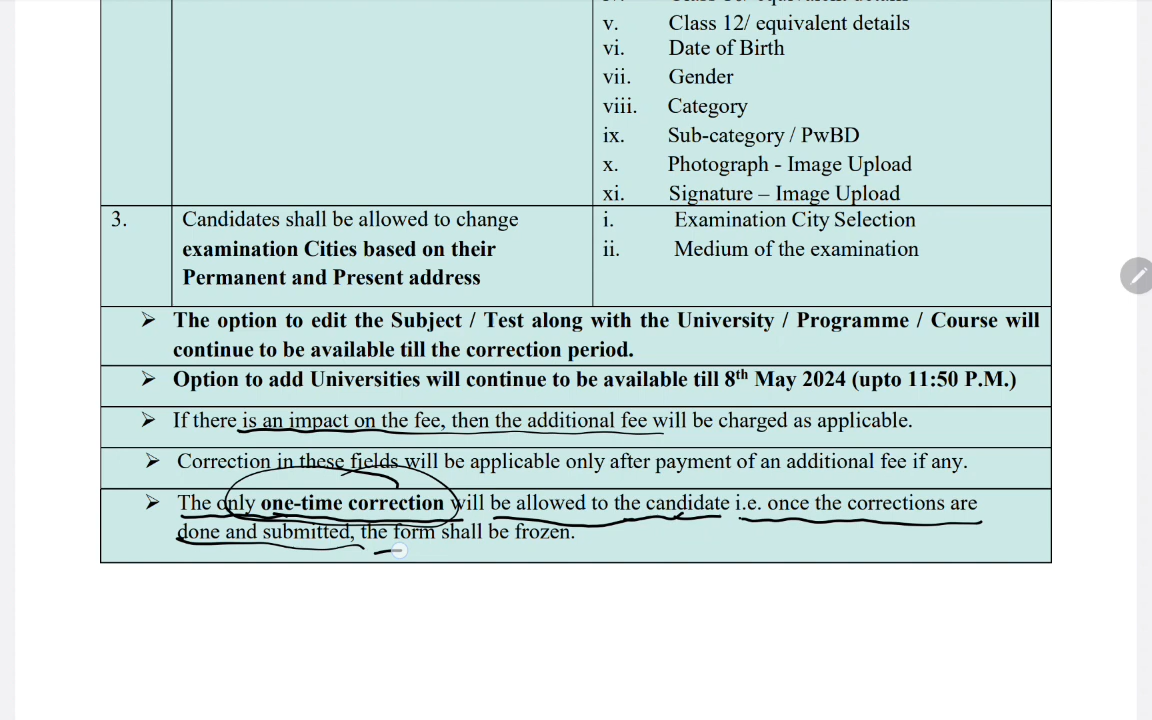 v. Class 12/ equivalent details
vi. Date of Birth
vii. Gender
viii. Category
ix. Sub-category / PwBD
x. Photograph - Image Upload
xi. Signature – Image Upload
3. Candidates shall be allowed to change
examination Cities based on their
Permanent and Present address
i. Examination City Selection
ii. Medium of the examination
➢ The option to edit the Subject / Test along with the University / Programme / Course will
continue to be available till the correction period.
➢ Option to add Universities will continue to be available till 8th May 2024 (upto 11:50 P.M.)
➢ If there is an impact on the fee, then the additional fee will be charged as applicable.
➢ Correction in these fields will be applicable only after payment of an additional fee if any.
➢ The only one-time correction will be allowed to the candidate i.e. once the corrections are
done and submitted, the form shall be frozen.